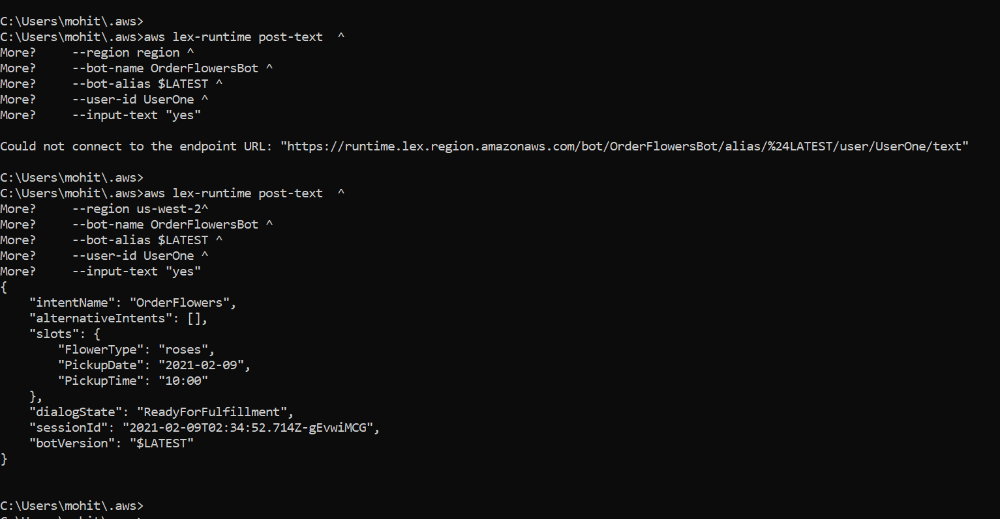 C:\Users\mohit\.aws>
C:\Users\mohit\.aws>aws lex-runtime post-text  ^
More?     --region region ^
More?     --bot-name OrderFlowersBot ^
More?     --bot-alias $LATEST ^
More?     --user-id UserOne ^
More?     --input-text "yes"
Could not connect to the endpoint URL: "https://runtime.lex.region.amazonaws.com/bot/OrderFlowersBot/alias/%24LATEST/user/UserOne/text"
C:\Users\mohit\.aws>
C:\Users\mohit\.aws>aws lex-runtime post-text  ^
More?     --region us-west-2^
More?     --bot-name OrderFlowersBot ^
More?     --bot-alias $LATEST ^
More?     --user-id UserOne ^
More?     --input-text "yes"
{
    "intentName": "OrderFlowers",
    "alternativeIntents": [],
    "slots": {
        "FlowerType": "roses",
        "PickupDate": "2021-02-09",
        "PickupTime": "10:00"
    },
    "dialogState": "ReadyForFulfillment",
    "sessionId": "2021-02-09T02:34:52.714Z-gEvwiMCG",
    "botVersion": "$LATEST"
}
C:\Users\mohit\.aws>